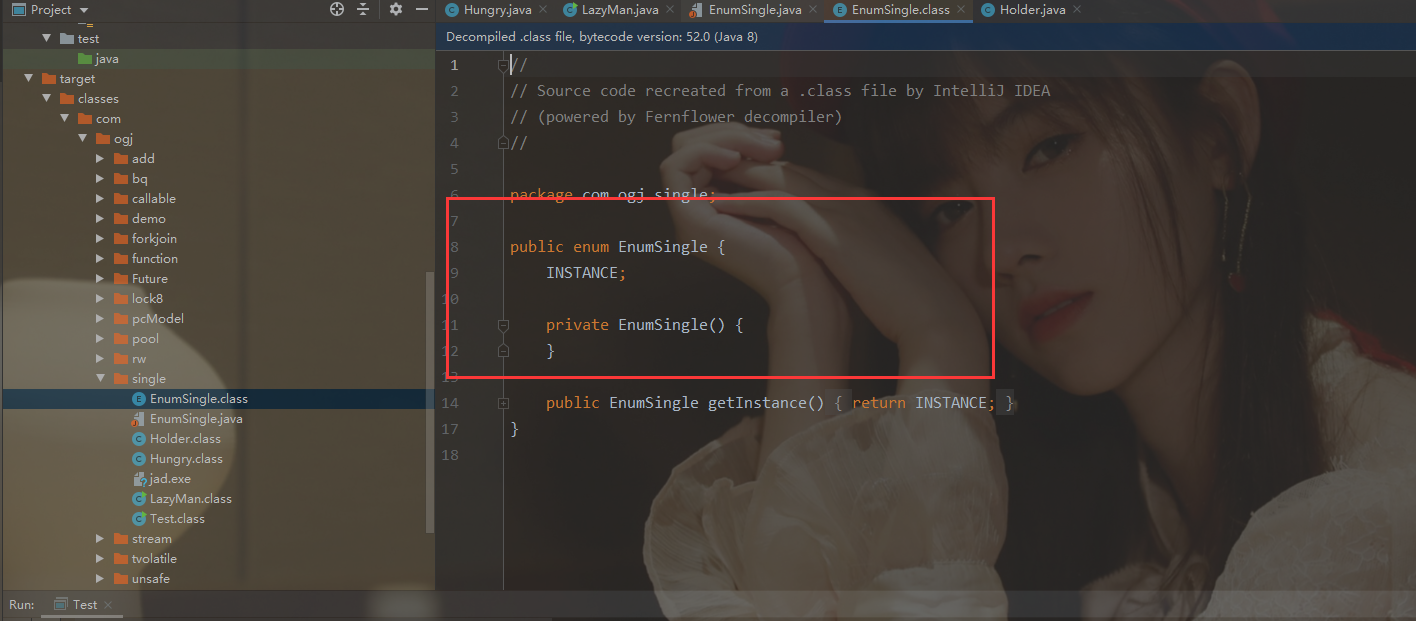 Project
Hungry.java
LazyMan.java
EnumSingle.java
EnumSingle.class
Holder.java
test
java
target
classes
com
ogj
add
bq
callable
demo
forkjoin
function
Future
lock8
pcModel
pool
rw
single
EnumSingle.class
EnumSingle.java
Holder.class
Hungry.class
jad.exe
LazyMan.class
Test.class
stream
tvolatile
unsafe
Decompiled .class file, bytecode version: 52.0 (Java 8)
1 //
2 // Source code recreated from a .class file by IntelliJ IDEA
3 // (powered by Fernflower decompiler)
4 //
5
6 package com.ogj.single;
7
8 public enum EnumSingle {
9 INSTANCE;
10
11 private EnumSingle() {
12 }
13
14 public EnumSingle getInstance() { return INSTANCE; }
17 }
18
Run: Test